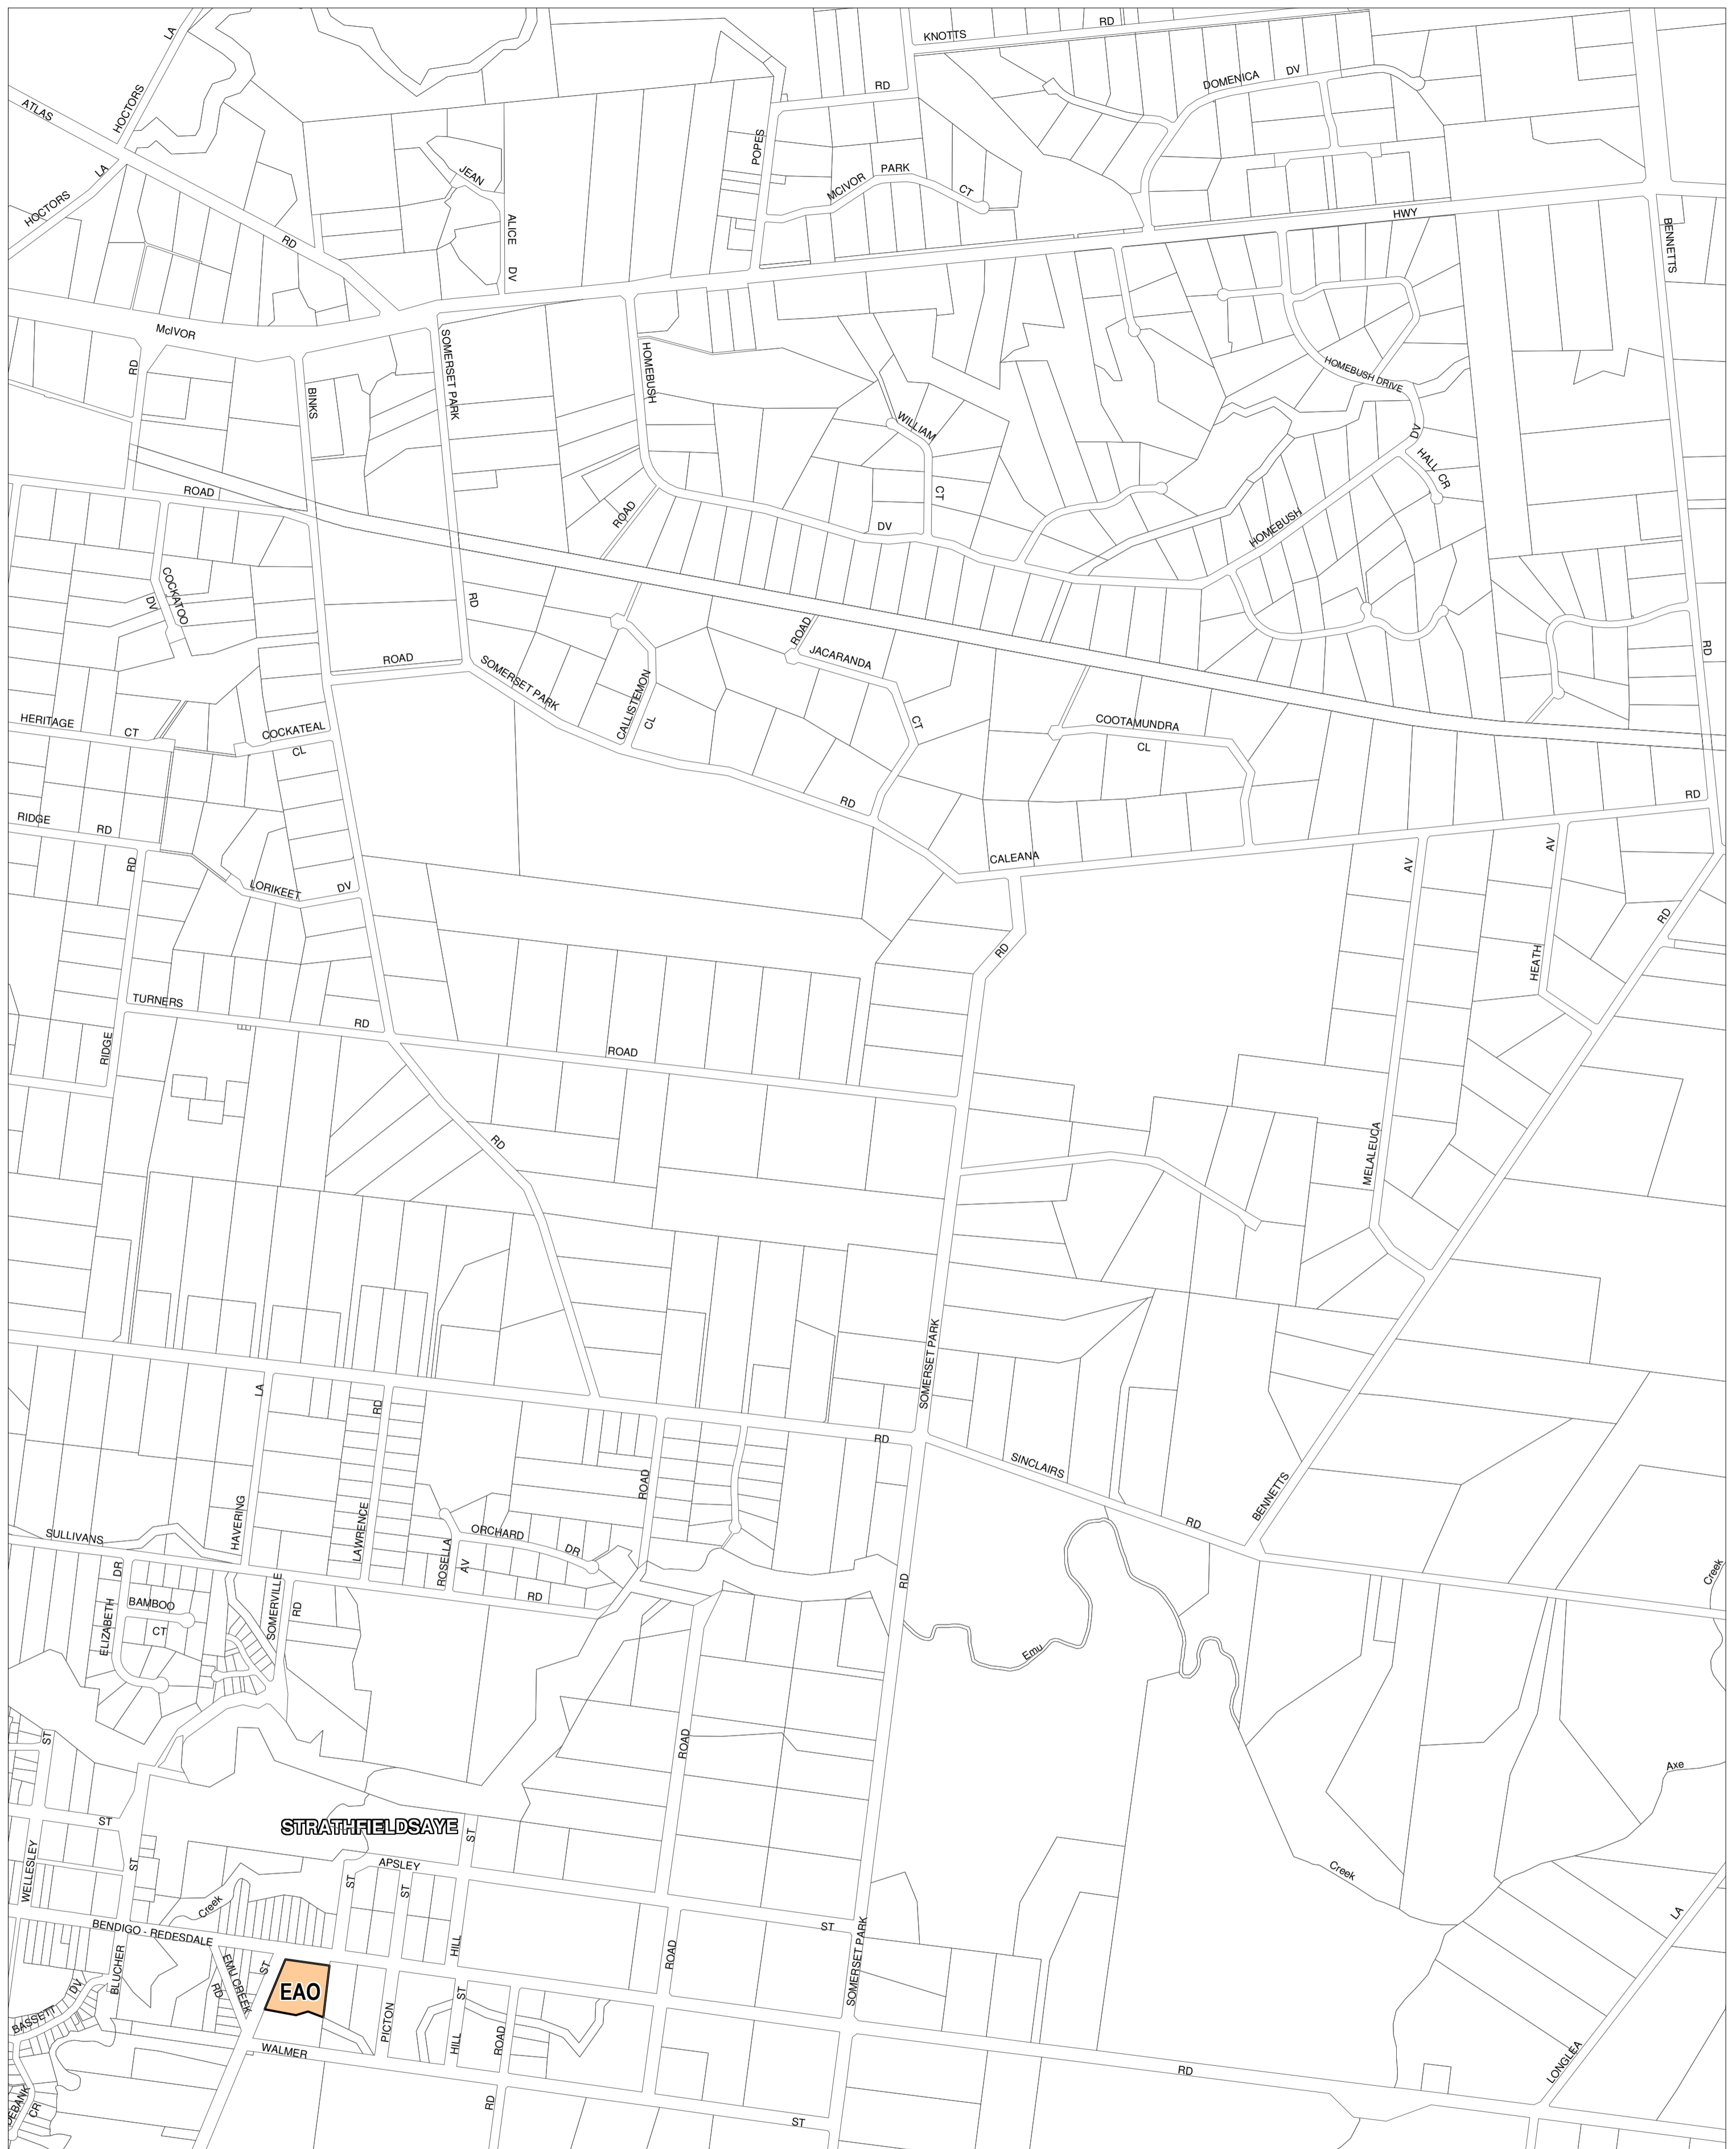 KNOTTS
RD
LA
ATLAS
HOCTORS
RD
DOMENICA
DV
POPES
LA
JEAN
MCIVOR
PARK
CT
HOCTORS
RD
ALICE
DV
HWY
BENNETTS
McIVOR
RD
BINKS
SOMERSET PARK
HOMEBUSH
HOMEBUSH DRIVE
WILLIAM
DV
HALL
CR
ROAD
ROAD
CT
DV
HOMEBUSH
COCKATOO
DV
RD
ROAD
JACARANDA
RD
ROAD
SOMERSET PARK
CALLISTEMON
CL
CT
COOTAMUNDRA
CL
HERITAGE
CT
COCKATEAL
CL
RD
RD
RIDGE
RD
RD
CALEANA
AV
AV
LORIKEET
DV
RD
RD
HEATH
TURNERS
RD
RIDGE
ROAD
RD
MELALEUCA
SOMERSET PARK
LA
RD
RD
SINCLAIRS
ROAD
BENNETTS
RD
HAVERING
LAWRENCE
SULLIVANS
ORCHARD
DR
ROSELLA
AV
RD
DR
ELIZABETH
BAMBOO
CT
SOMERVILLE
RD
RD
Creek
Emu
ST
ROAD
Axe
ST
STRATHFIELDSAYE
ST
WELLESLEY
ST
APSLEY
ST
ST
Creek
Creek
BENDIGO - REDESDALE
ST
LA
HILL
ROAD
SOMERSET PARK
BLUCHER
EMU CREEK
RD
ST
EAO
DV
BASSETT
PICTON
ST
HILL
ROAD
WALMER
RD
LONGLEA
CR
RD
ST